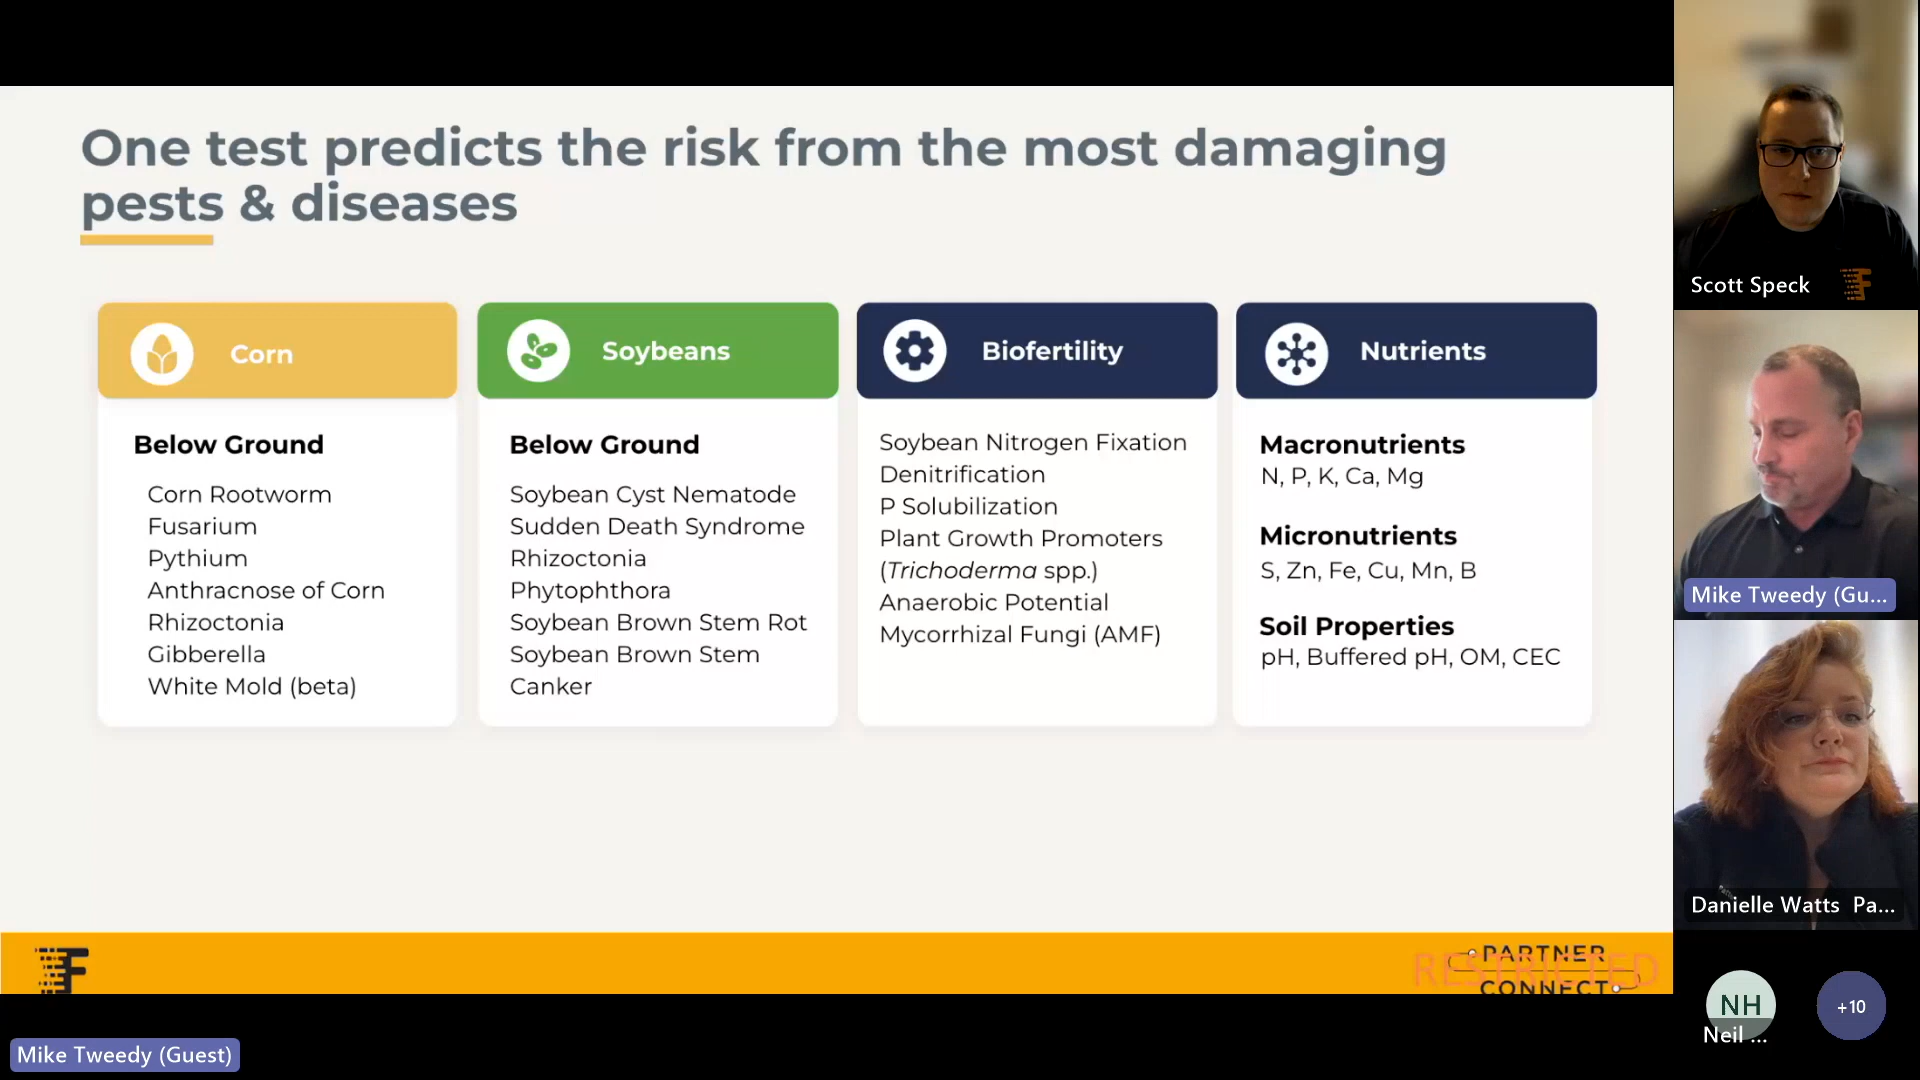 One test predicts the risk from the most damaging
pests & diseases
Corn
Below Ground
Corn Rootworm
Fusarium
Pythium
Anthracnose of Corn
Rhizoctonia
Gibberella
White Mold (beta)
Soybeans
Below Ground
Soybean Cyst Nematode
Sudden Death Syndrome
Rhizoctonia
Phytophthora
Soybean Brown Stem Rot
Soybean Brown Stem
Canker
Biofertility
Soybean Nitrogen Fixation
Denitrification
P Solubilization
Plant Growth Promoters
(Trichoderma spp.)
Anaerobic Potential
Mycorrhizal Fungi (AMF)
Nutrients
Macronutrients
N, P, K, Ca, Mg
Micronutrients
S, Zn, Fe, Cu, Mn, B
Soil Properties
pH, Buffered pH, OM, CEC
F
PARTNER
CONNECT
RESTRICTED
Mike Tweedy (Guest)
Scott Speck
F
Mike Tweedy (Gu...
Danielle Watts Pa...
NH
Neil ...
+10